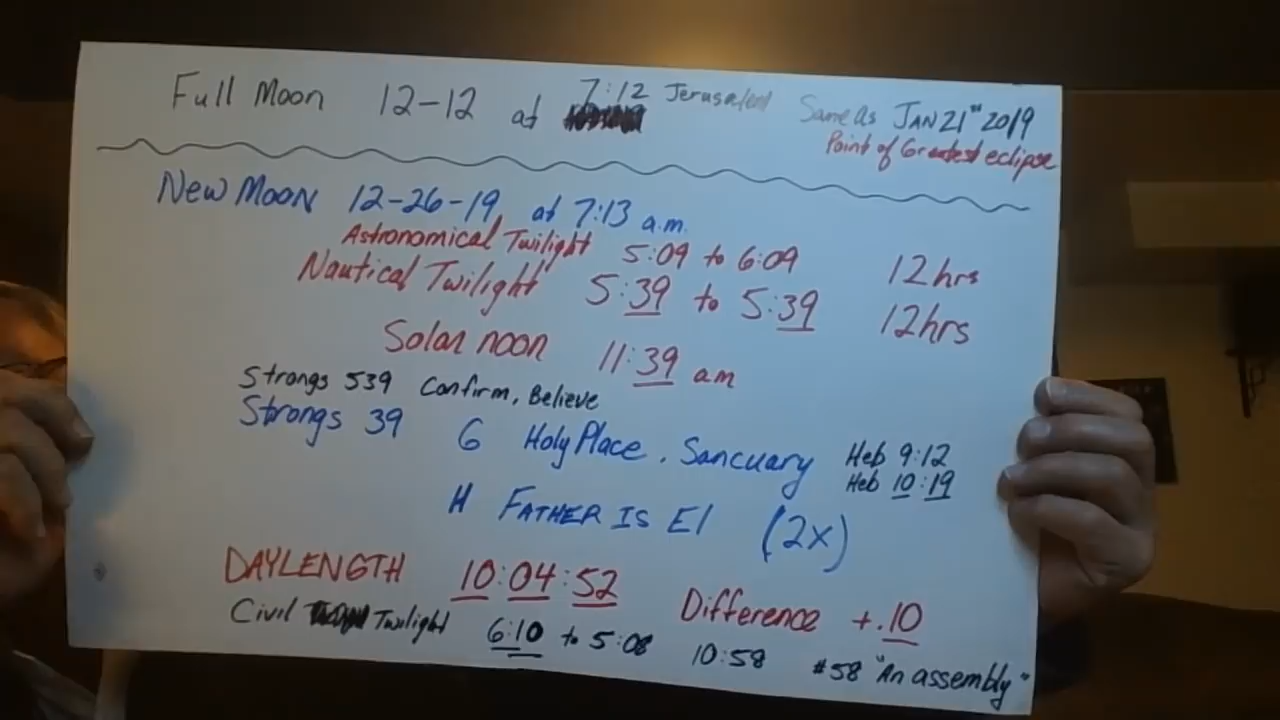 Full Moon 12-12 at 7:12 Jerusalem Same As JAN 21st 2019
Point of Greatest eclipse
New Moon 12-26-19 at 7:13 a.m.
Astronomical Twilight 5:09 to 6:09 12 hrs
Nautical Twilight 5:39 to 5:39 12 hrs
Solar noon 11:39 am
Strongs 539 Confirm, Believe
Strongs 39 G Holy Place, Sancuary Heb 9:12
Heb 10:19
H FATHER IS El (2x)
DAYLENGTH 10:04:52 Difference +.10
Civil Twilight 6:10 to 5:08 10:58 #58 "An assembly"